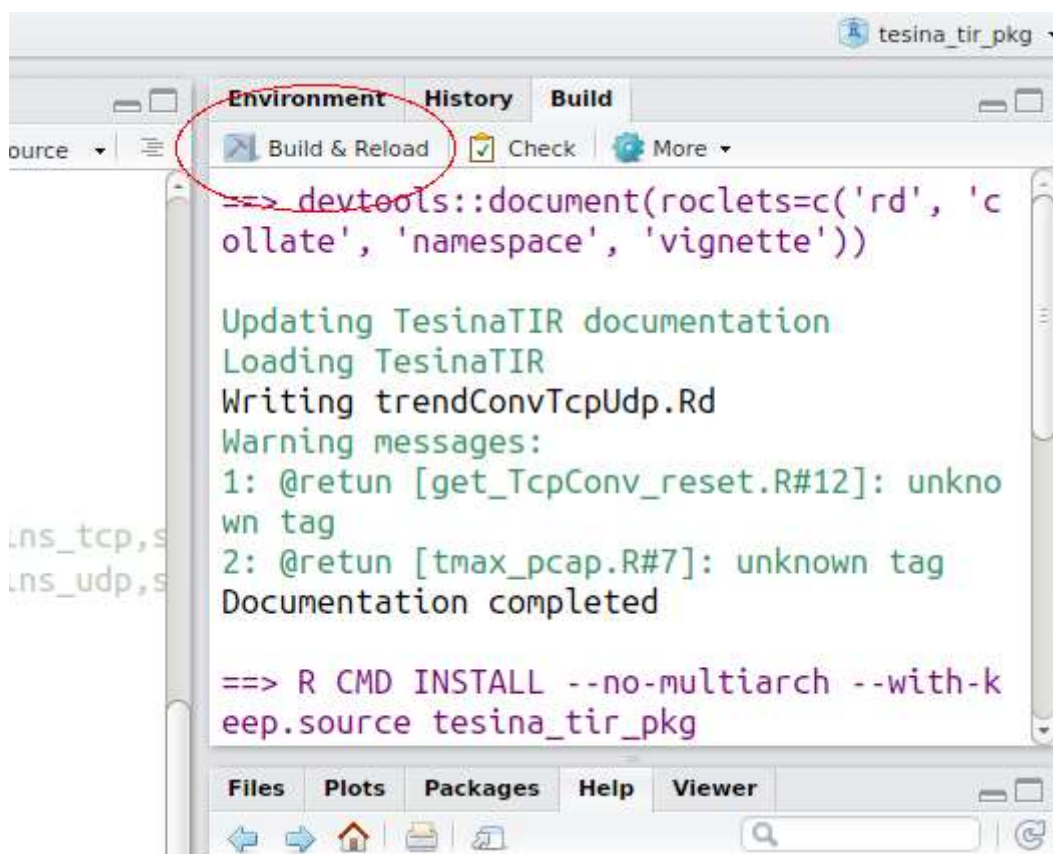 tesina_tir_pkg
Environment History Build
ource
Build & Reload Check More
==> devtools::document(roclets=c('rd', 'c
ollate', 'namespace', 'vignette'))
Updating TesinaTIR documentation
Loading TesinaTIR
Writing trendConvTcpUdp.Rd
Warning messages:
1: @retun [get_TcpConv_reset.R#12]: unkno
wn tag
ins_tcp,s
2: @retun [tmax_pcap.R#7]: unknown tag
ins_udp,s
Documentation completed
==> R CMD INSTALL --no-multiarch --with-k
eep.source tesina_tir_pkg
Files Plots Packages Help Viewer